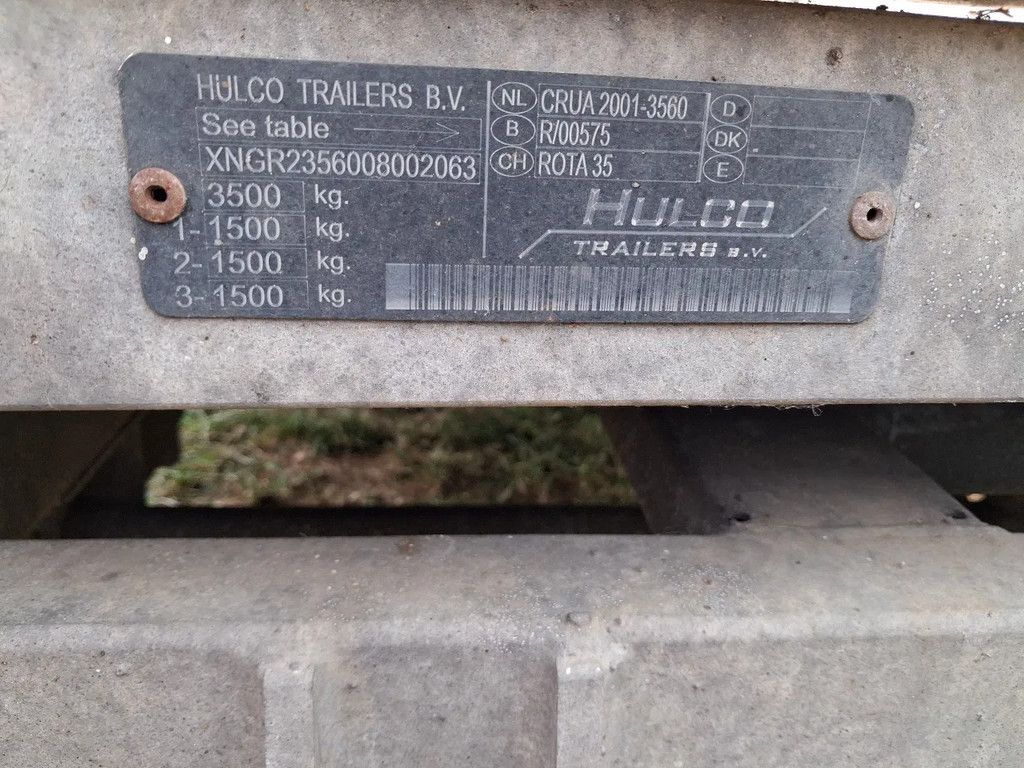 HULCO TRAILERS B.V.
See table
XNGR2356008002063
3500 kg.
1- 1500 kg.
2- 1500 kg.
3- 1500 kg.
NL CRUA 2001-3560
B R/00575
CH ROTA 35
D
DK
E
HULCO
TRAILERS B.V.